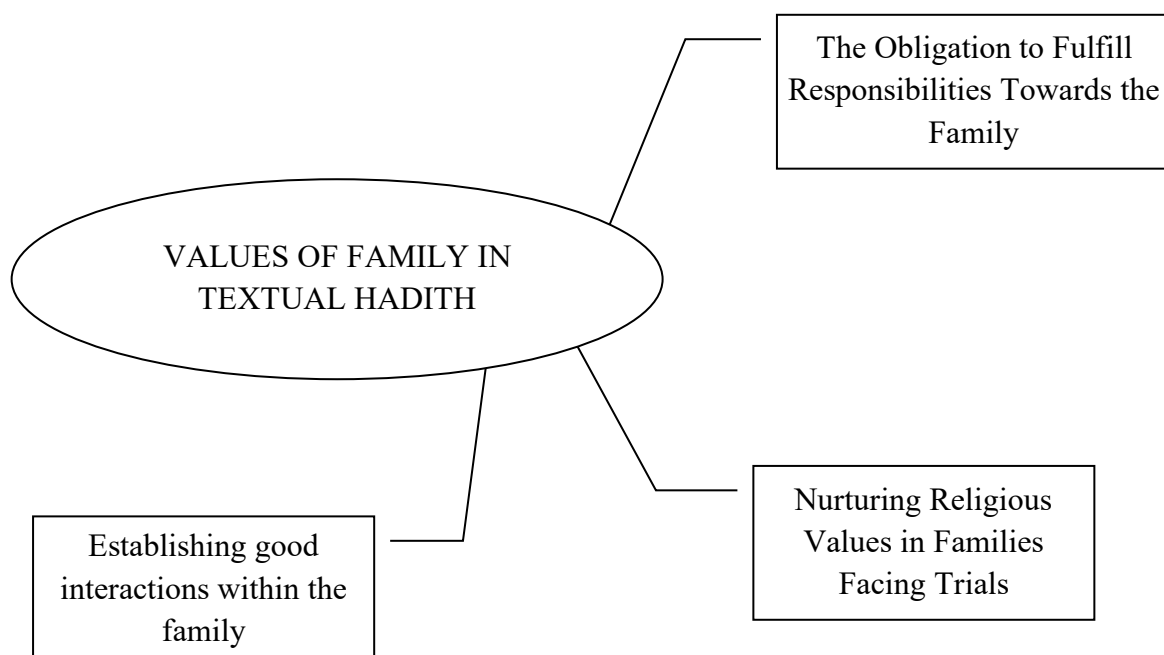 The Obligation to Fulfill
Responsibilities Towards the
Family
VALUES OF FAMILY IN
TEXTUAL HADITH
Nurturing Religious
Values in Families
Facing Trials
Establishing good
interactions within the
family